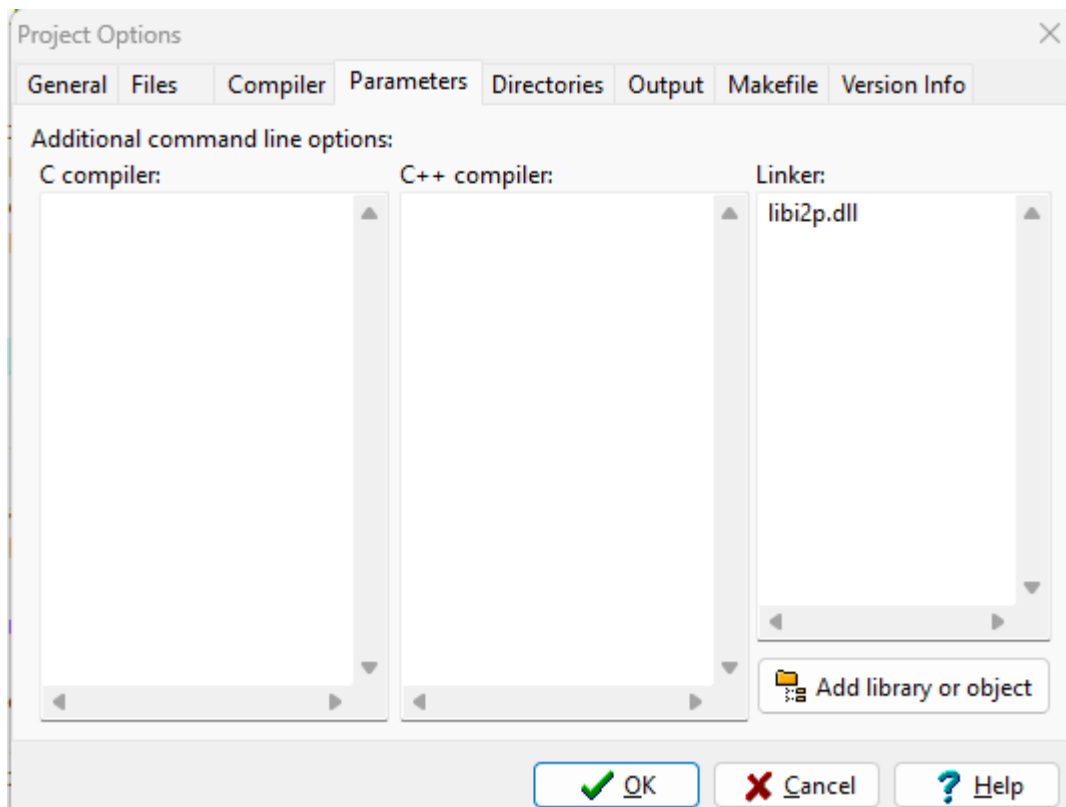 Project Options
General Files Compiler Parameters Directories Output Makefile Version Info
Additional command line options:
C compiler: C++ compiler: Linker:
libi2p.dll
Add library or object
OK Cancel Help